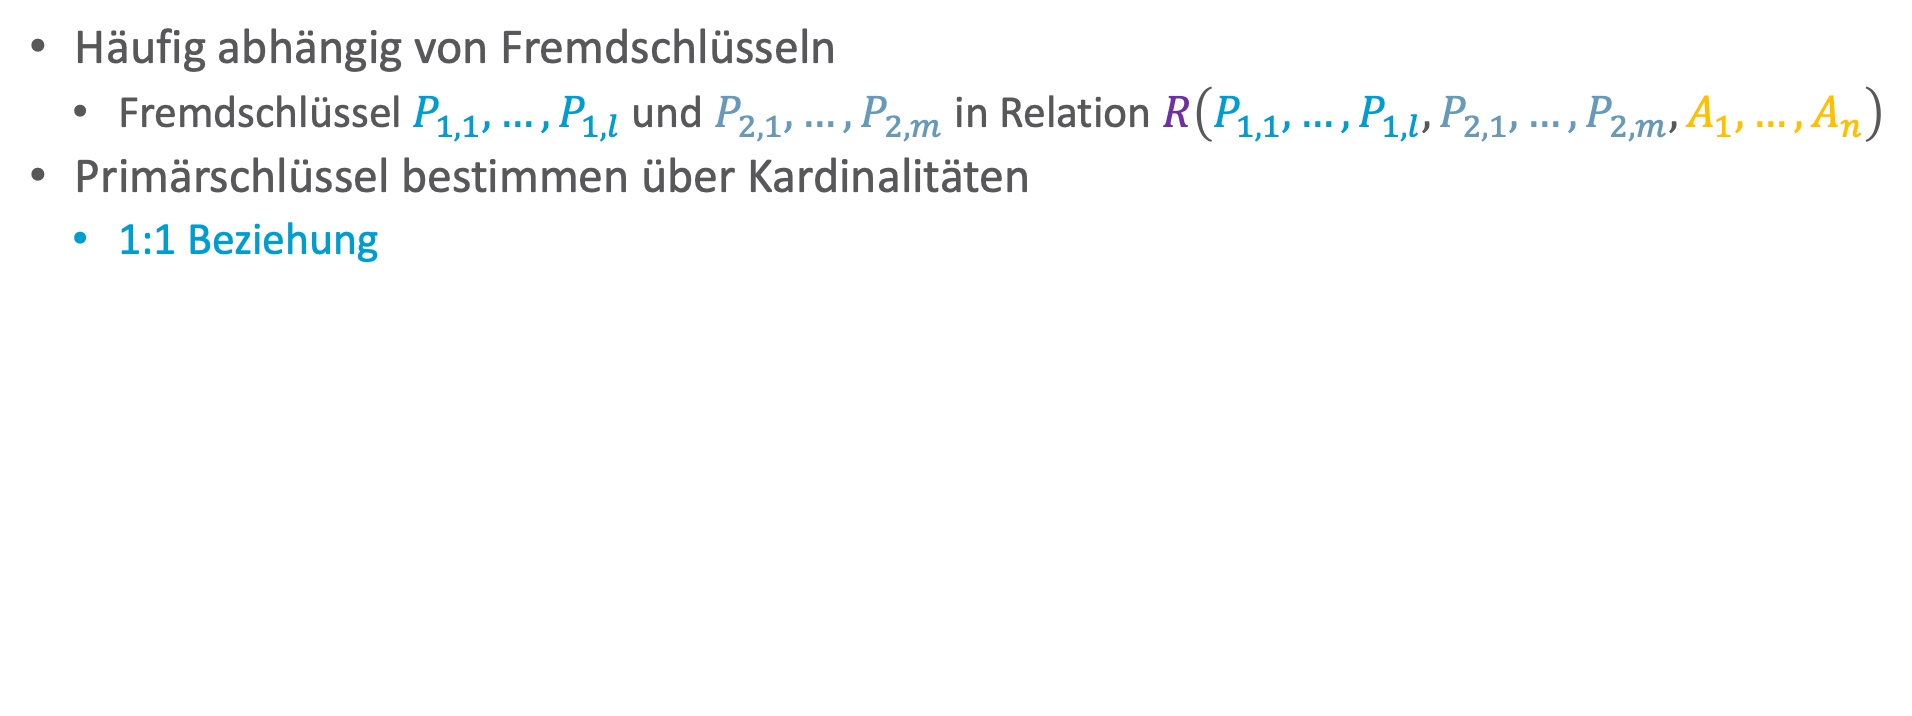 • Häufig abhängig von Fremdschlüsseln
• Fremdschlüssel P₁,₁, … , P₁,ₗ und P₂,₁, … , P₂,ₘ in Relation R(P₁,₁, … , P₁,ₗ, P₂,₁, … , P₂,ₘ, A₁, … , Aₙ)
• Primärschlüssel bestimmen über Kardinalitäten
• 1:1 Beziehung